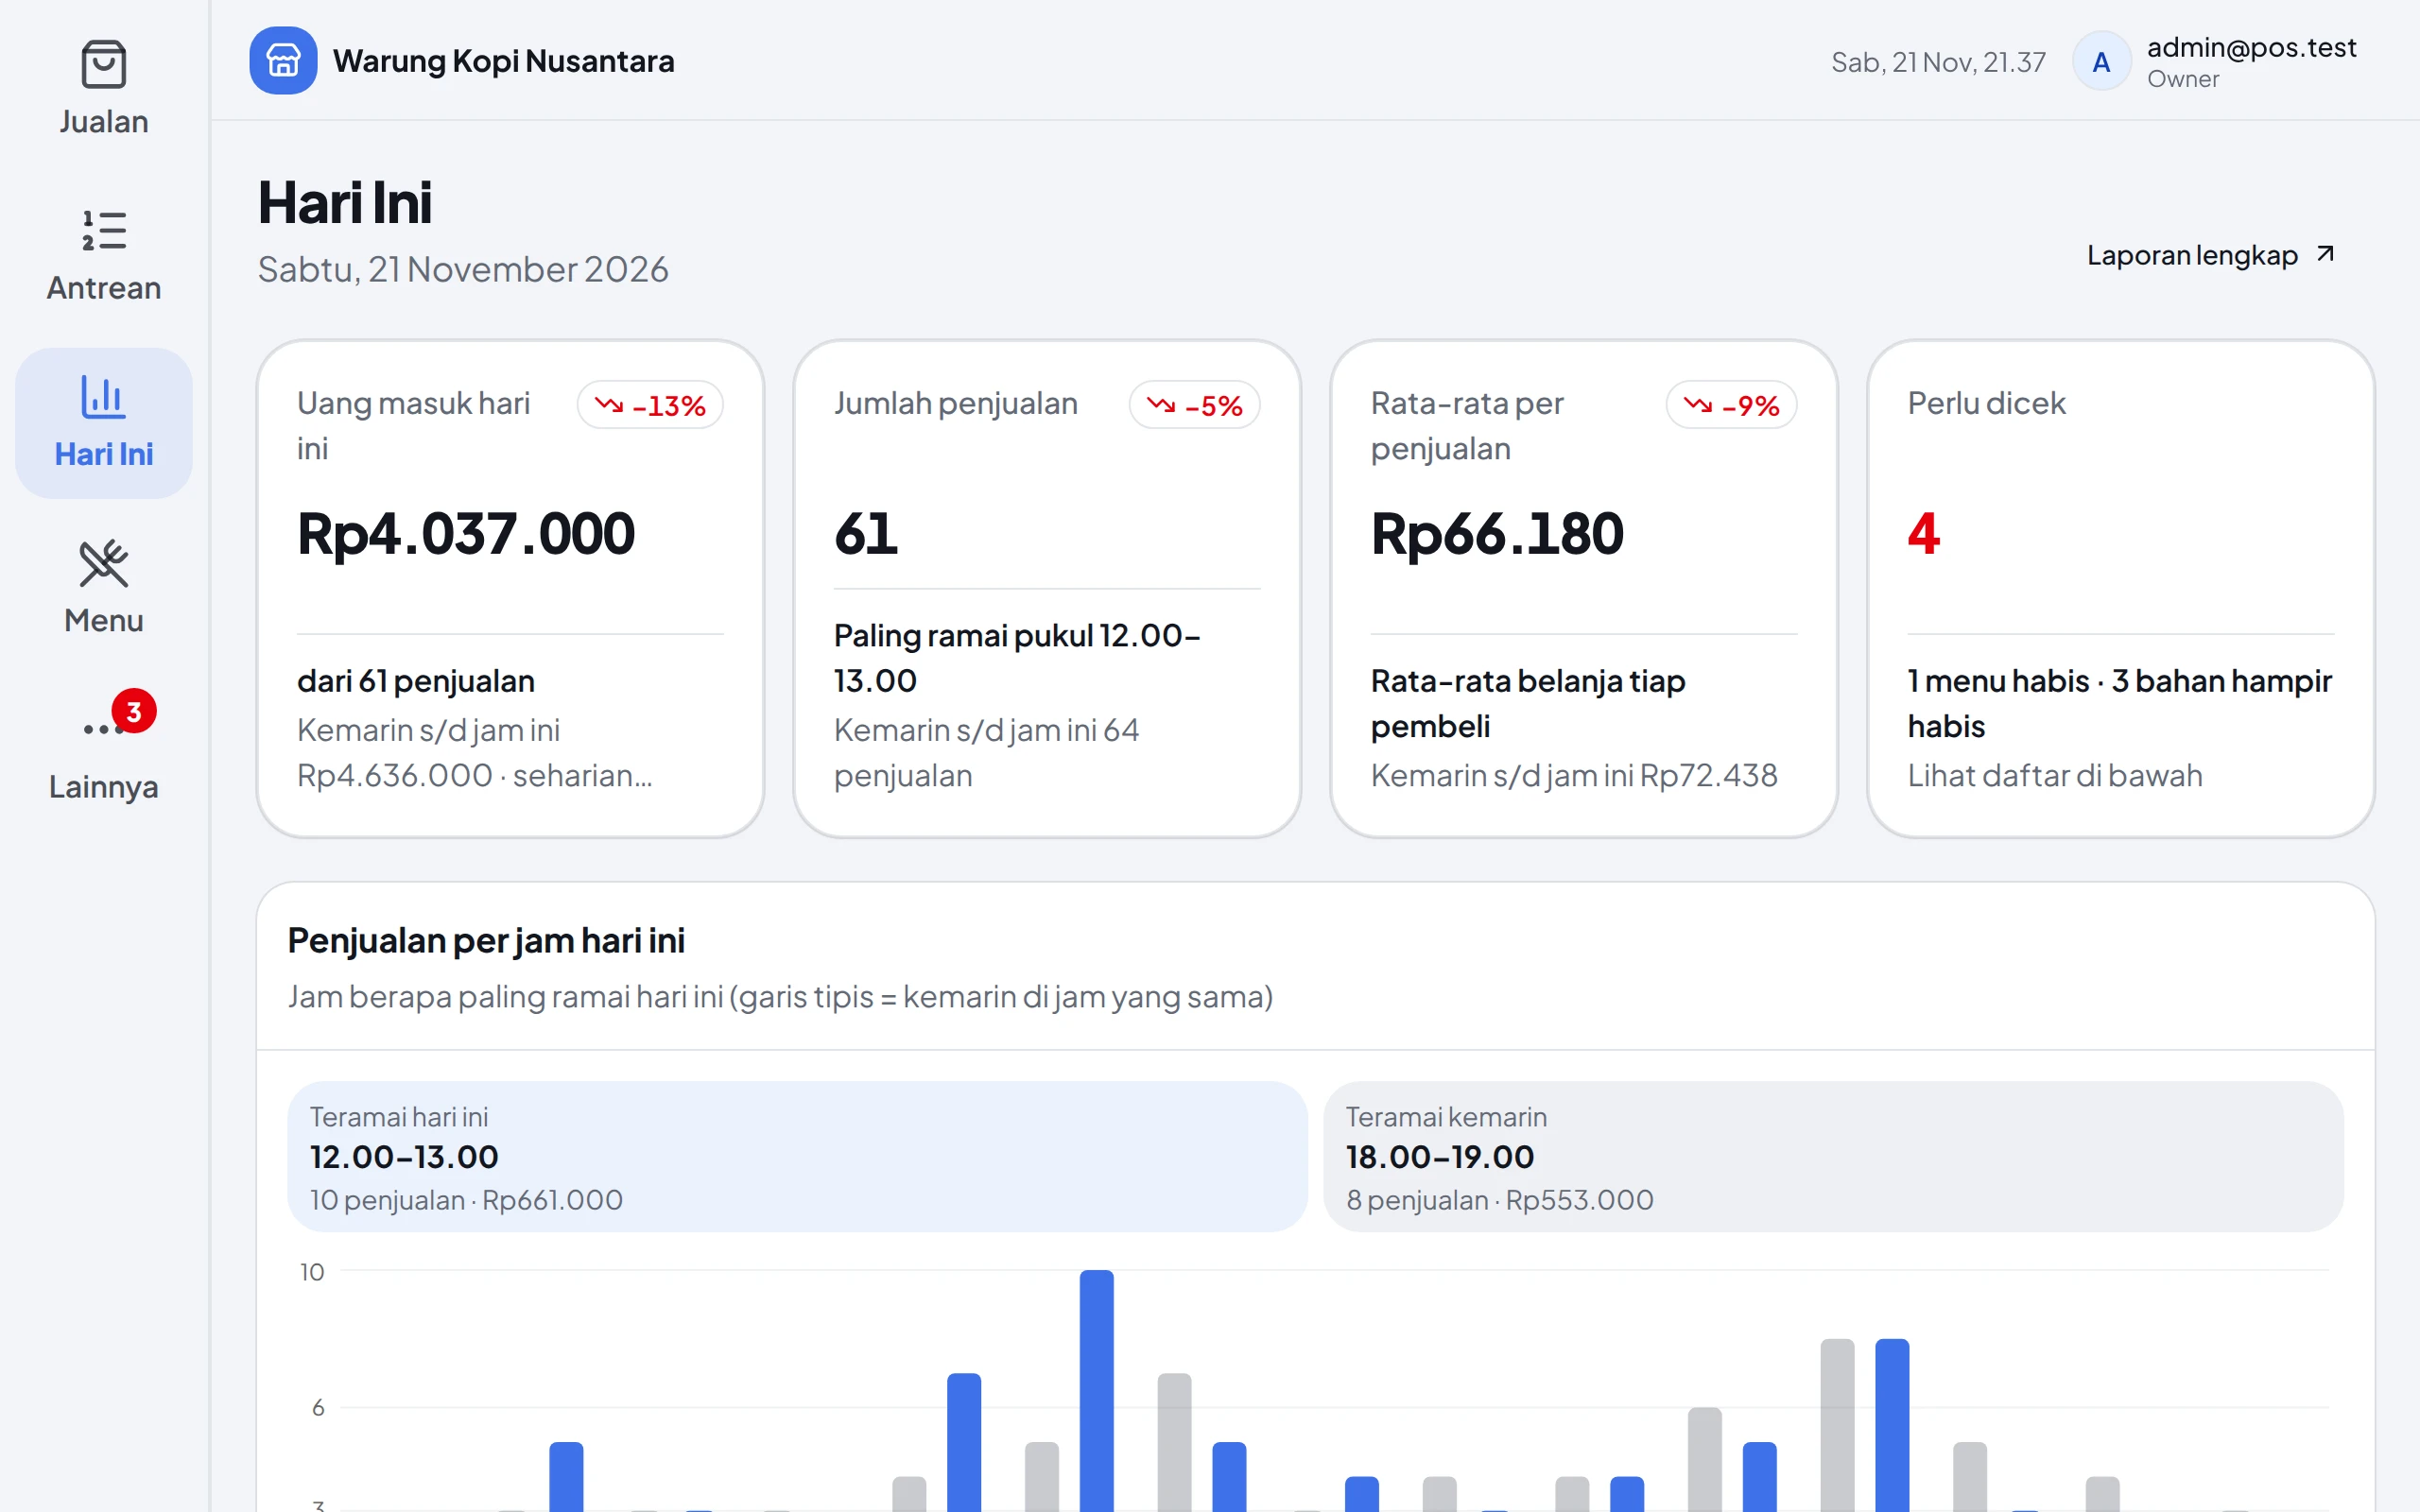 Jualan
Antrean
Hari Ini
Menu
3
Lainnya
Warung Kopi Nusantara
Sab, 21 Nov, 21.37
A
admin@pos.test
Owner
Hari Ini
Sabtu, 21 November 2026
Laporan lengkap
Uang masuk hari
ini
-13%
Rp4.037.000
dari 61 penjualan
Kemarin s/d jam ini
Rp4.636.000 · seharian...
Jumlah penjualan
-5%
61
Paling ramai pukul 12.00–
13.00
Kemarin s/d jam ini 64
penjualan
Rata-rata per
penjualan
-9%
Rp66.180
Rata-rata belanja tiap
pembeli
Kemarin s/d jam ini Rp72.438
Perlu dicek
4
1 menu habis · 3 bahan hampir
habis
Lihat daftar di bawah
Penjualan per jam hari ini
Jam berapa paling ramai hari ini (garis tipis = kemarin di jam yang sama)
Teramai hari ini
12.00–13.00
10 penjualan · Rp661.000
Teramai kemarin
18.00–19.00
8 penjualan · Rp553.000
10
6
3